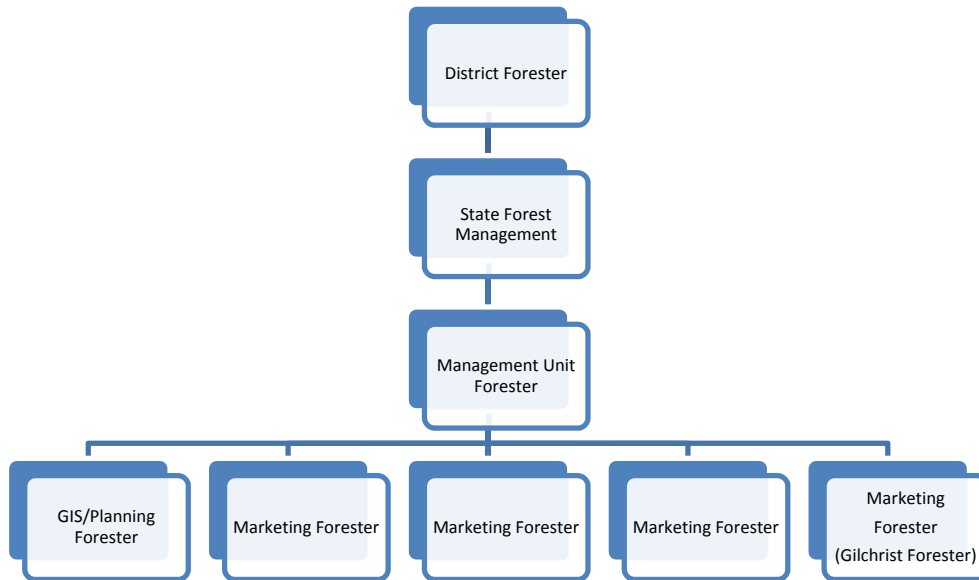 District Forester
State Forest
Management
Management Unit
Forester
GIS/Planning
Forester
Marketing Forester
Marketing Forester
Marketing Forester
Marketing
Forester
(Gilchrist Forester)